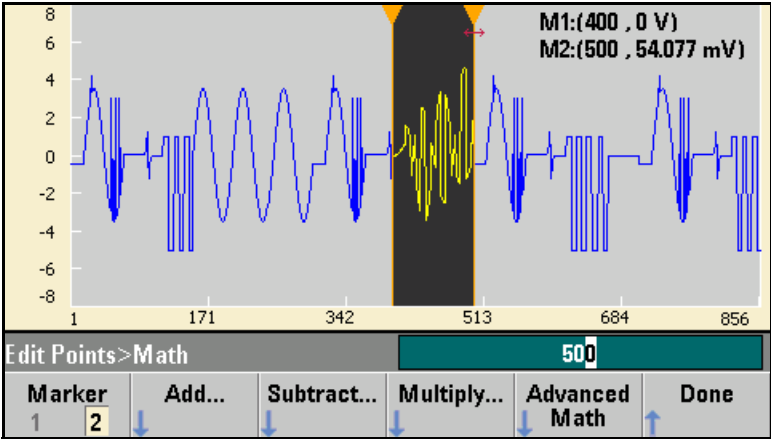 8
M1:(400 , 0 V)
6
M2:(500 , 54.077 mV)
4
2
0
-2
-4
-6
-8
1 171 342 513 684 856
Edit Points>Math 500
Marker Add... Subtract... Multiply... Advanced Done
1 2 Math